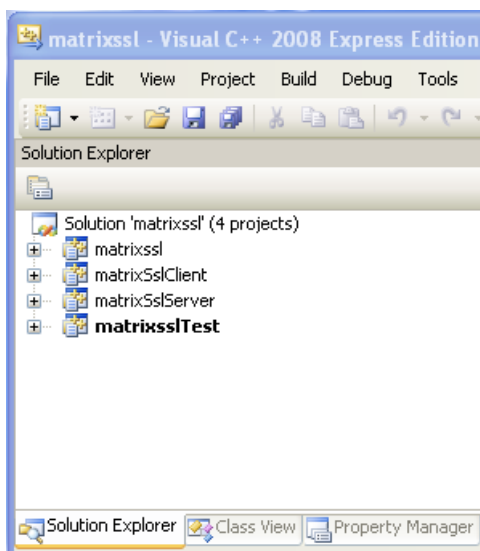 matrixssl - Visual C++ 2008 Express Edition
File Edit View Project Build Debug Tools
Solution Explorer
Solution 'matrixssl' (4 projects)
matrixssl
matrixSslClient
matrixSslServer
matrixsslTest
Solution Explorer Class View Property Manager